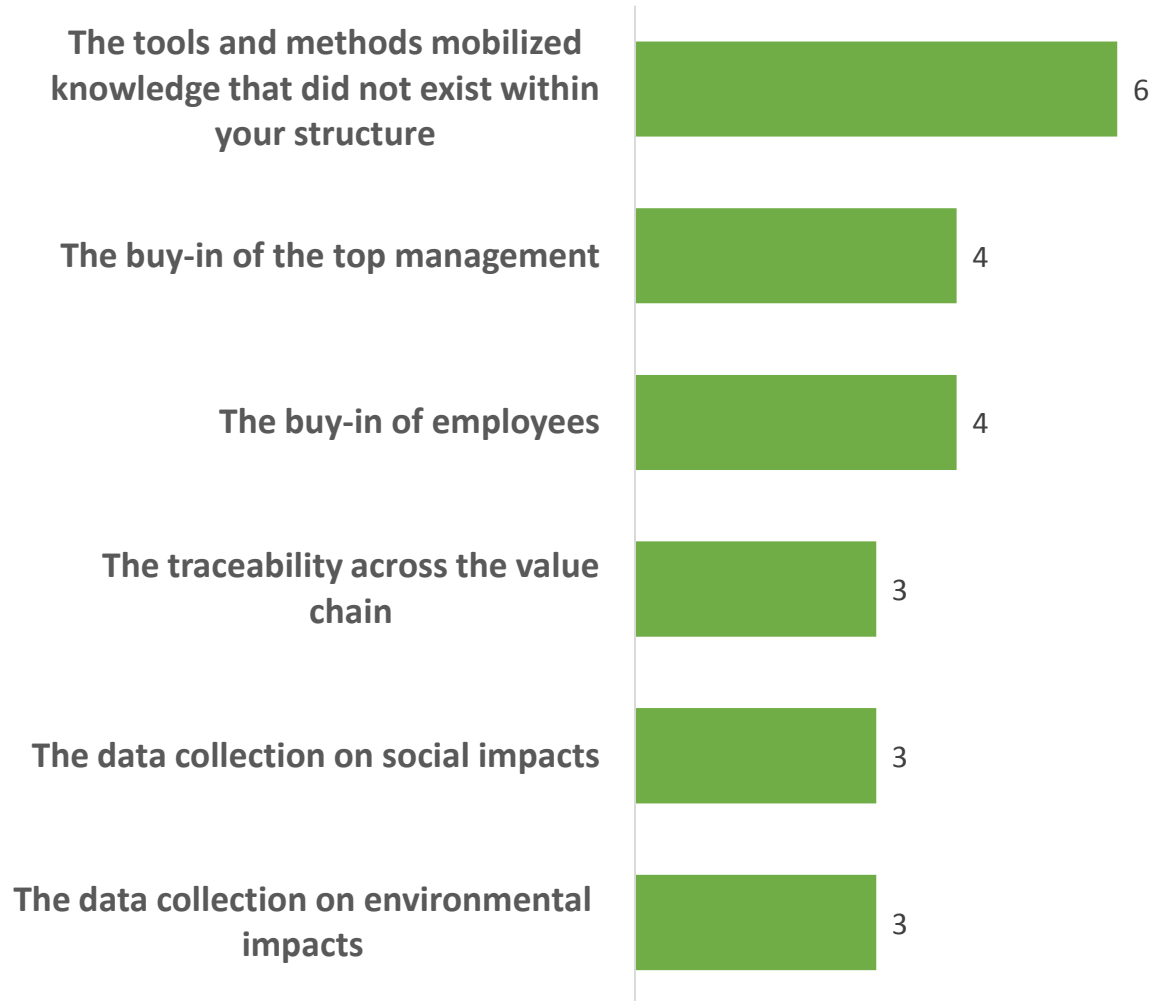 The tools and methods mobilized
knowledge that did not exist within
your structure
6
The buy-in of the top management
4
The buy-in of employees
4
The traceability across the value
chain
3
The data collection on social impacts
3
The data collection on environmental
impacts
3